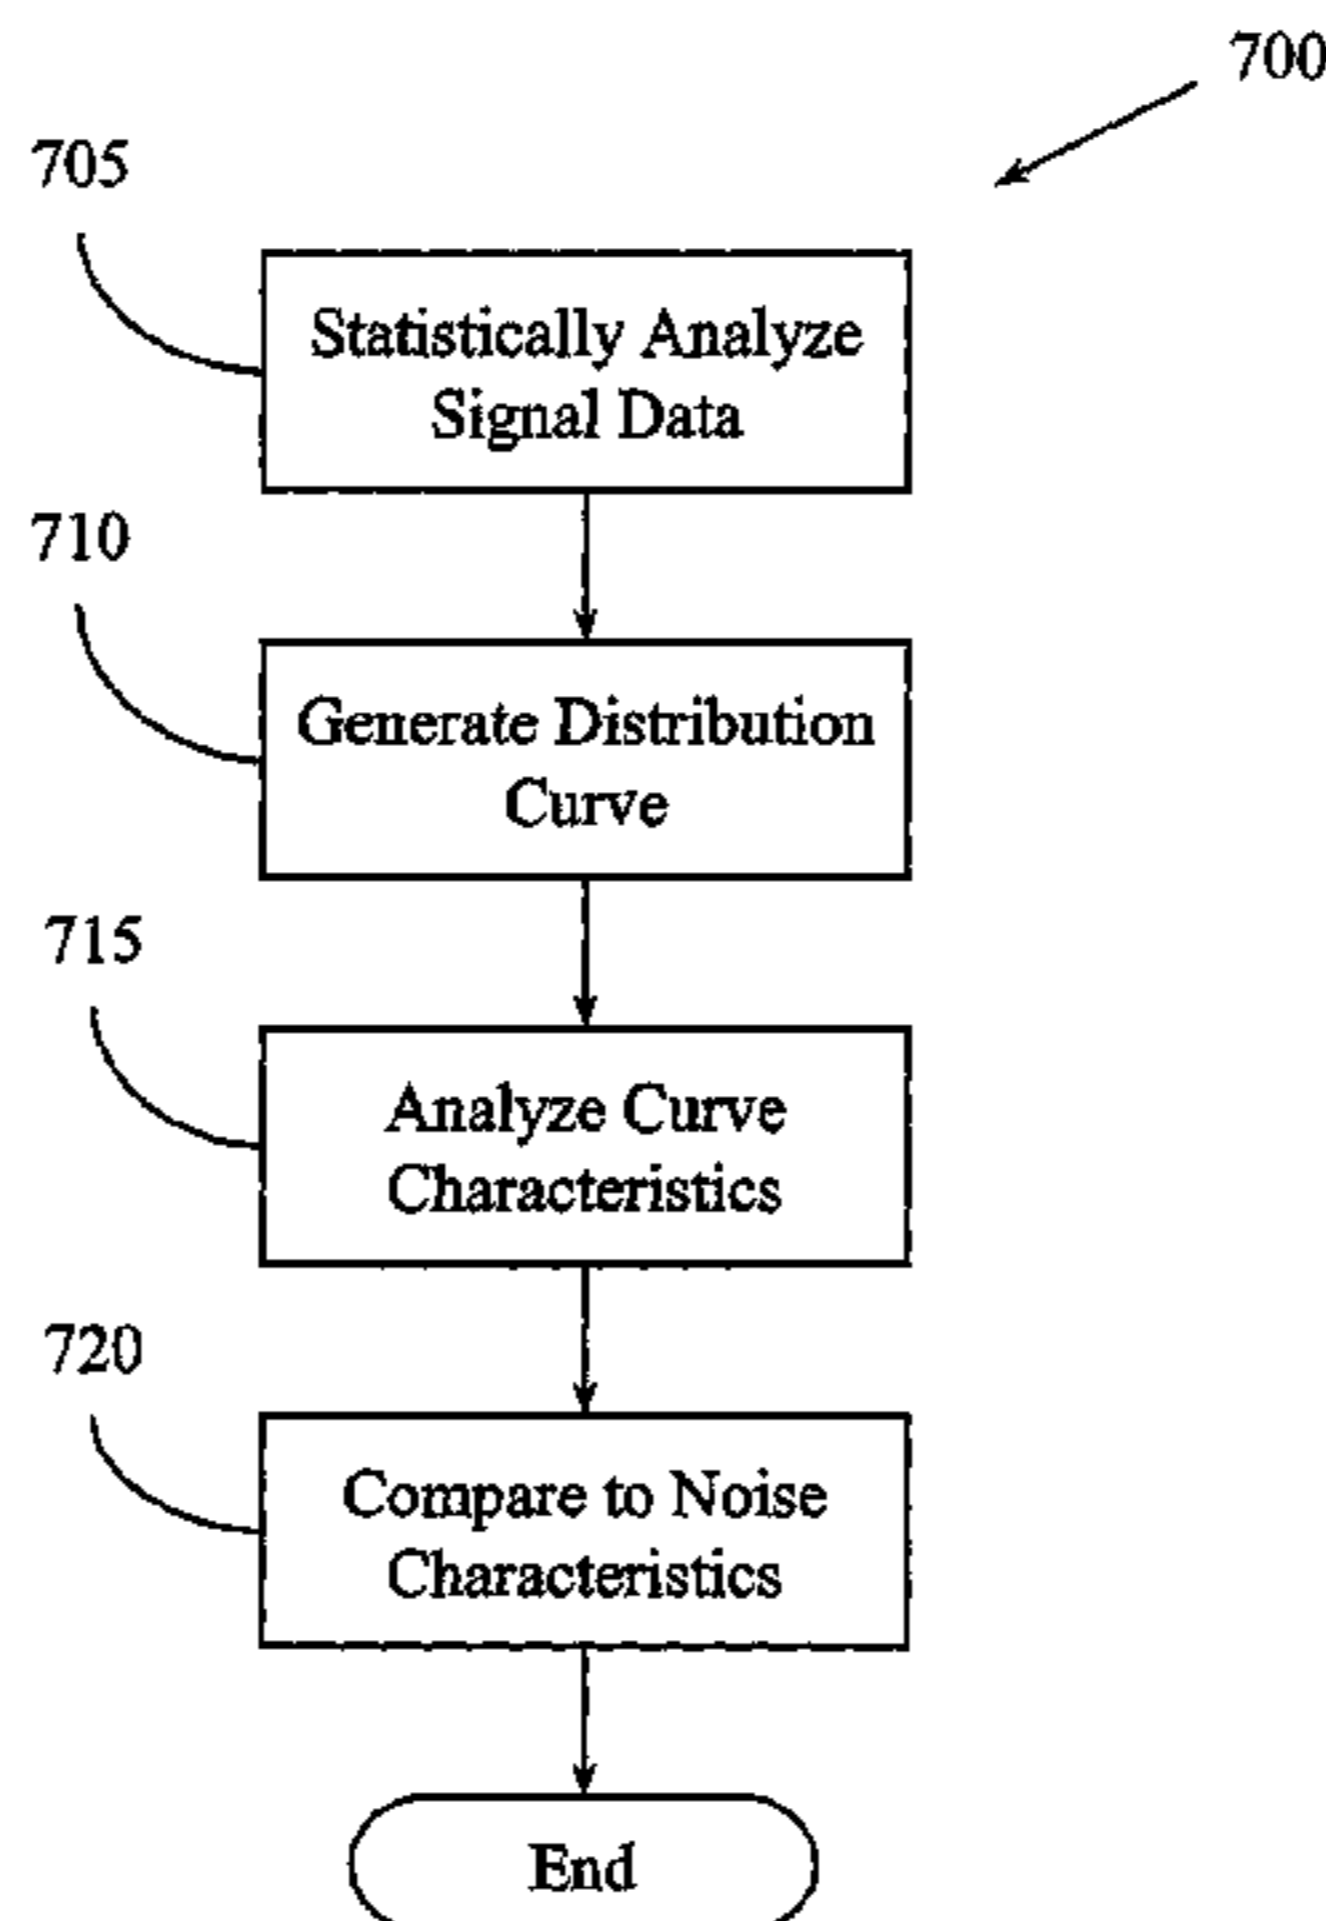 700
705
Statistically Analyze
Signal Data
710
Generate Distribution
Curve
715
Analyze Curve
Characteristics
720
Compare to Noise
Characteristics
End